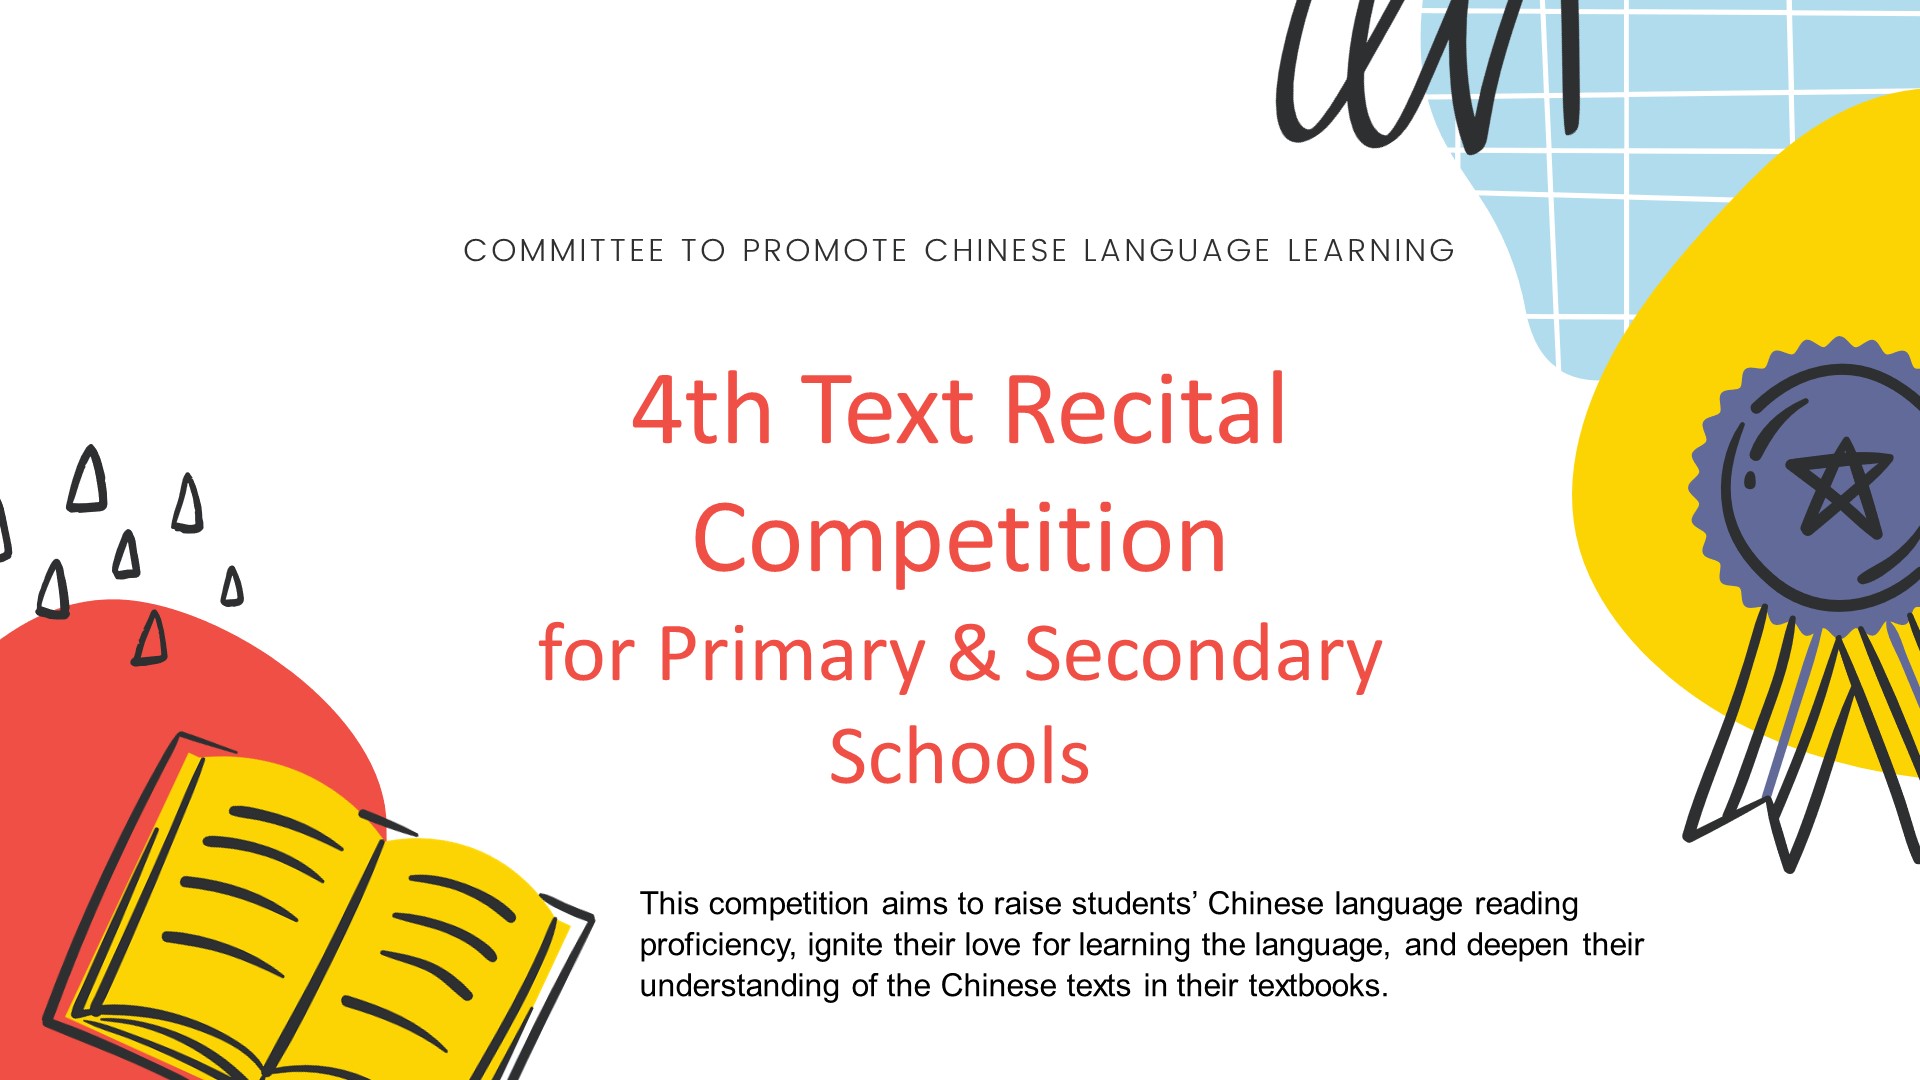 COMMITTEE TO PROMOTE CHINESE LANGUAGE LEARNING
4th Text Recital
Competition
for Primary & Secondary
Schools
This competition aims to raise students’ Chinese language reading
proficiency, ignite their love for learning the language, and deepen their
understanding of the Chinese texts in their textbooks.